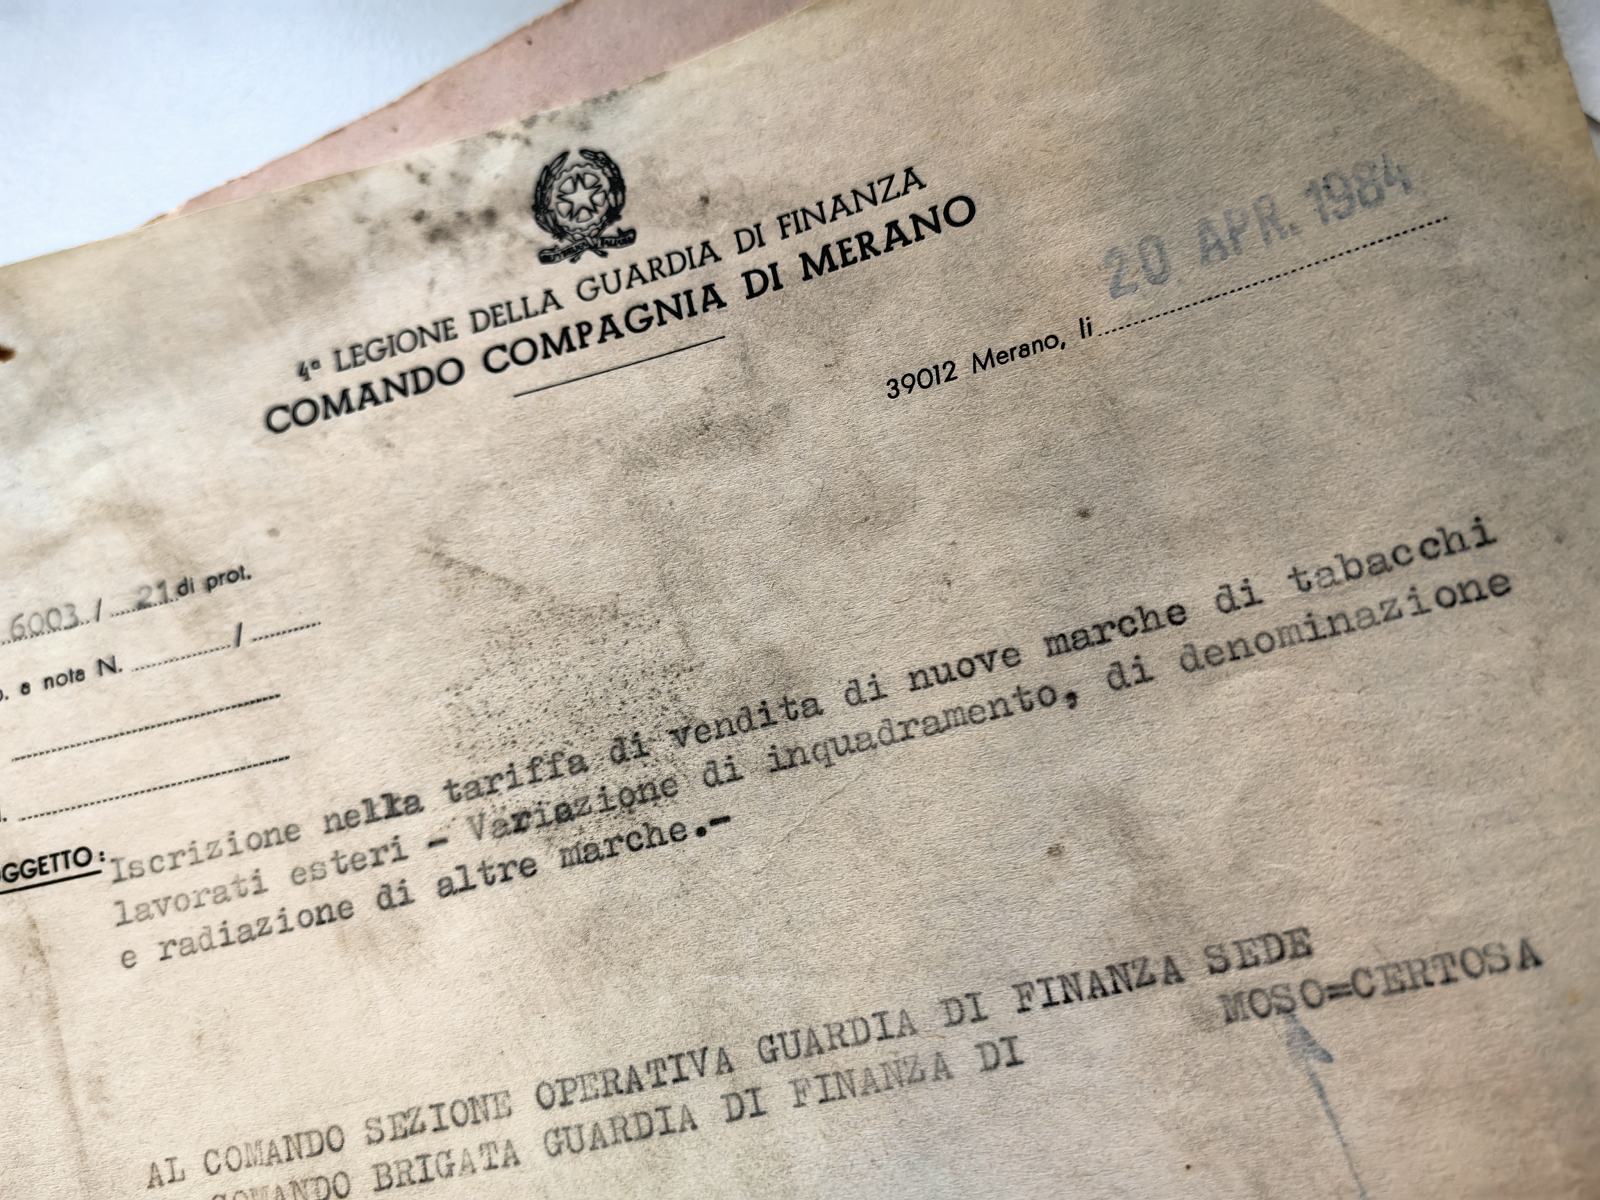 4ª LEGIONE DELLA GUARDIA DI FINANZA
COMANDO COMPAGNIA DI MERANO
20 APR. 1984
39012 Merano, li
6003 / 21 di prot.
e nota N. /
OGGETTO: Iscrizione nella tariffa di vendita di nuove marche di tabacchi
lavorati esteri - Variazione di inquadramento, di denominazione
e radiazione di altre marche.-
AL COMANDO SEZIONE OPERATIVA GUARDIA DI FINANZA SEDE
COMANDO BRIGATA GUARDIA DI FINANZA DI MOSO=CERTOSA